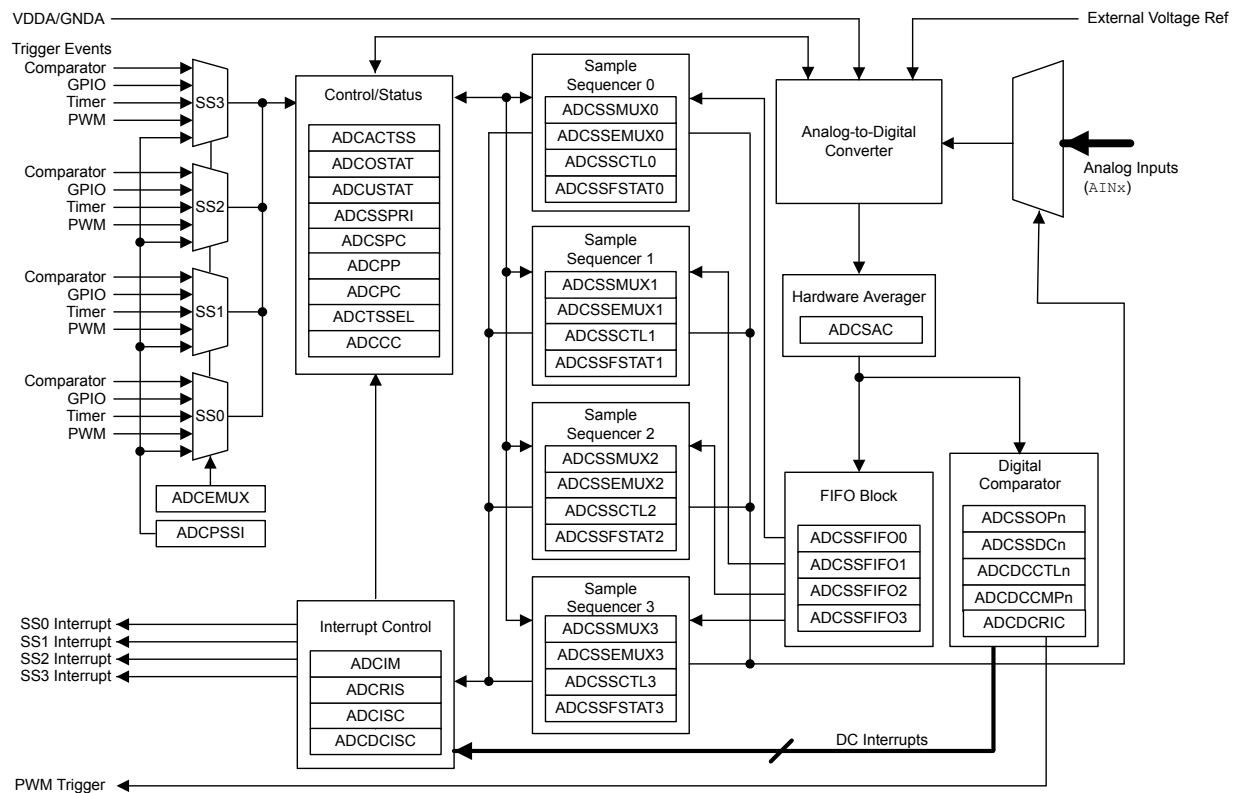 VDDA/GNDA
External Voltage Ref
Trigger Events
Comparator
GPIO
Timer
PWM
SS3
Comparator
GPIO
Timer
PWM
SS2
Comparator
GPIO
Timer
PWM
SS1
Comparator
GPIO
Timer
PWM
SS0
ADCEMUX
ADCPSSI
Control/Status
ADCACTSS
ADCOSTAT
ADCUSTAT
ADCSSPRI
ADCSPC
ADCPP
ADCPC
ADCTSSEL
ADCCC
Sample
Sequencer 0
ADCSSMUX0
ADCSSEMUX0
ADCSSCTL0
ADCSSFSTAT0
Sample
Sequencer 1
ADCSSMUX1
ADCSSEMUX1
ADCSSCTL1
ADCSSFSTAT1
Sample
Sequencer 2
ADCSSMUX2
ADCSSEMUX2
ADCSSCTL2
ADCSSFSTAT2
Sample
Sequencer 3
ADCSSMUX3
ADCSSEMUX3
ADCSSCTL3
ADCSSFSTAT3
Analog-to-Digital
Converter
Analog Inputs
(AINx)
Hardware Averager
ADCSAC
FIFO Block
ADCSSFIFO0
ADCSSFIFO1
ADCSSFIFO2
ADCSSFIFO3
Digital
Comparator
ADCSSOPn
ADCSSDCn
ADCDCCTLn
ADCDCCMPn
ADCDCRIC
SS0 Interrupt
SS1 Interrupt
SS2 Interrupt
SS3 Interrupt
Interrupt Control
ADCIM
ADCRIS
ADCISC
ADCDCISC
DC Interrupts
PWM Trigger